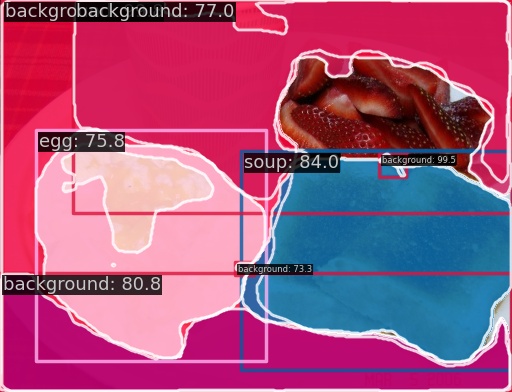 backgrobackground: 77.0
egg: 75.8
soup: 84.0
background: 99.5
background: 73.3
background: 80.8